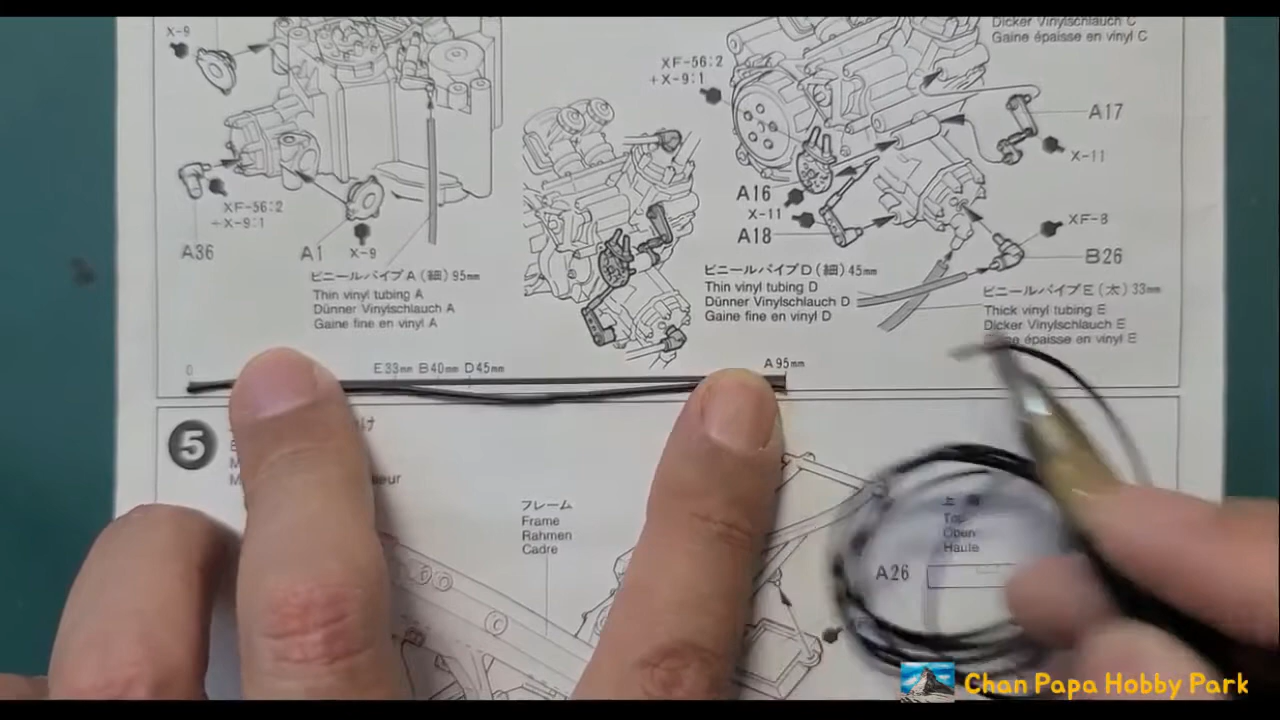 X-9
Dicker Vinylschlauch C
Gaine épaisse en vinyl C
XF-56:2
+X-9:1
A17
X-11
A16
X-11
A18
XF-8
B26
XF-56:2
+X-9:1
A36
A1
X-9
ビニールパイプA(細)95mm
Thin vinyl tubing A
Dünner Vinylschlauch A
Gaine fine en vinyl A
ビニールパイプD(細)45mm
Thin vinyl tubing D
Dünner Vinylschlauch D
Gaine fine en vinyl D
ビニールパイプE(太)33mm
Thick vinyl tubing E
Dicker Vinylschlauch E
épaisse en vinyl E
0
E33mm B40mm D45mm
A95mm
5
フレーム
Frame
Rahmen
Cadre
Top
Oben
Haute
A26
Chan Papa Hobby Park